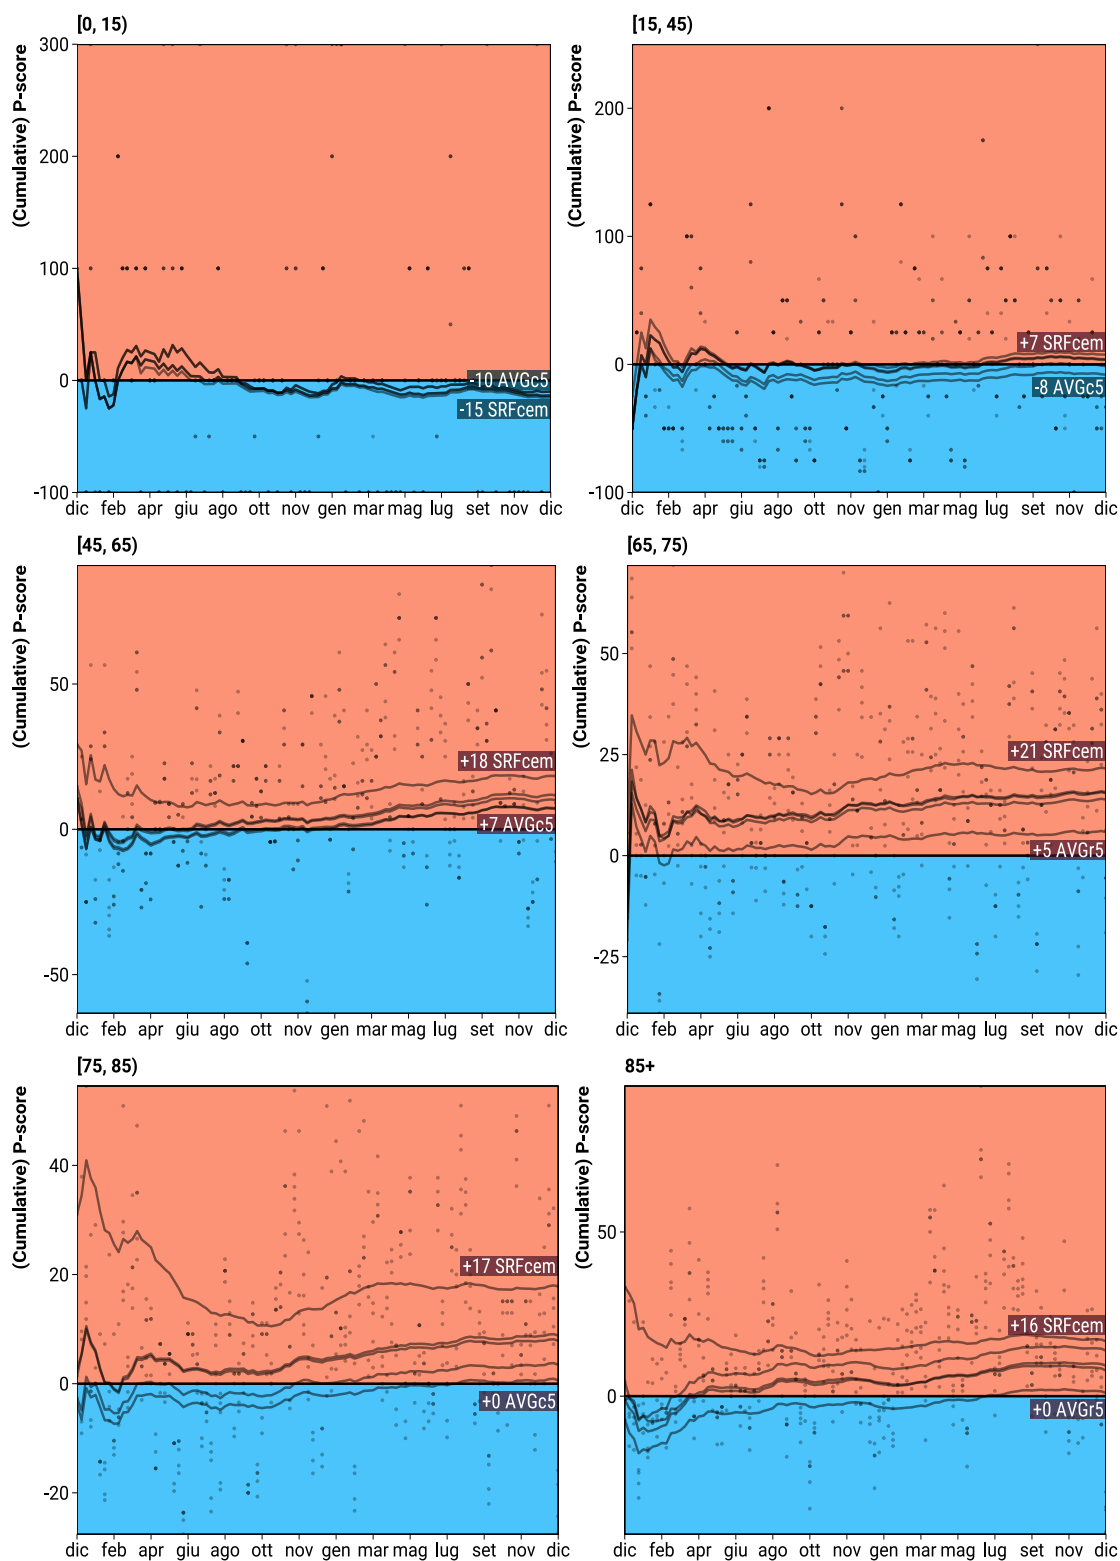 [0, 15)
(Cumulative) P-score
300
200
100
0
-100
-10 AVGc5
-15 SRFcem
dic feb apr giu ago ott nov gen mar mag lug set nov dic
[15, 45)
(Cumulative) P-score
200
100
0
-100
+7 SRFcem
-8 AVGc5
dic feb apr giu ago ott nov gen mar mag lug set nov dic
[45, 65)
(Cumulative) P-score
50
0
-50
+18 SRFcem
+7 AVGc5
dic feb apr giu ago ott nov gen mar mag lug set nov dic
[65, 75)
(Cumulative) P-score
50
25
0
-25
+21 SRFcem
+5 AVGr5
dic feb apr giu ago ott nov gen mar mag lug set nov dic
[75, 85)
(Cumulative) P-score
40
20
0
-20
+17 SRFcem
+0 AVGc5
dic feb apr giu ago ott nov gen mar mag lug set nov dic
85+
(Cumulative) P-score
50
0
+16 SRFcem
+0 AVGr5
dic feb apr giu ago ott nov gen mar mag lug set nov dic